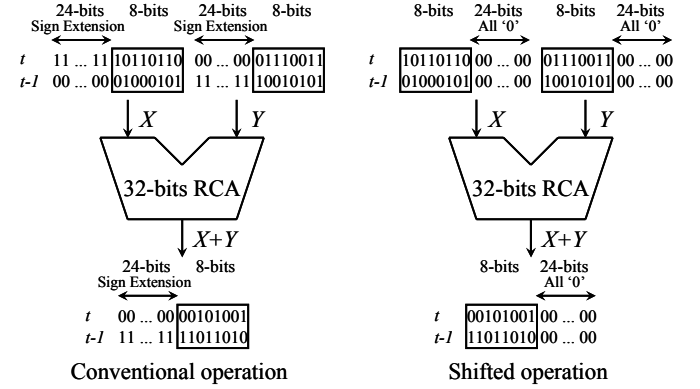 24-bits 8-bits 24-bits 8-bits
Sign Extension Sign Extension
t 11 ... 11 10110110 00 ... 00 01110011
t-1 00 ... 00 01000101 11 ... 11 10010101
X Y
32-bits RCA
X+Y
24-bits 8-bits
Sign Extension
t 00 ... 00 00101001
t-1 11 ... 11 11011010
Conventional operation
8-bits 24-bits 8-bits 24-bits
All ‘0’ All ‘0’
t 10110110 00 ... 00 01110011 00 ... 00
t-1 01000101 00 ... 00 10010101 00 ... 00
X Y
32-bits RCA
X+Y
8-bits 24-bits
All ‘0’
t 00101001 00 ... 00
t-1 11011010 00 ... 00
Shifted operation